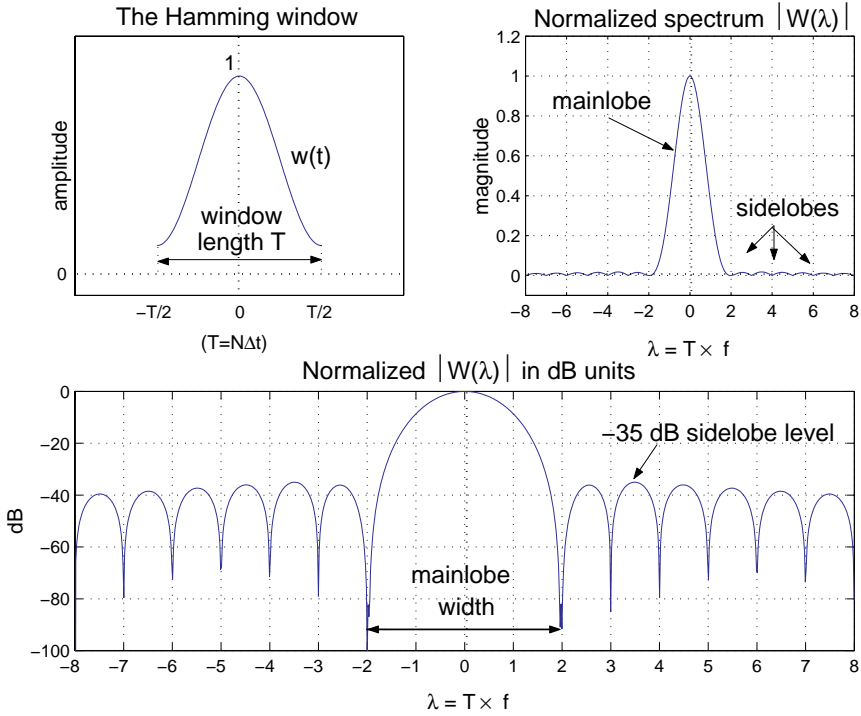 The Hamming window
1
amplitude
w(t)
window
length T
0
−T/2 0 T/2
(T=N∆t)
Normalized spectrum |W(λ)|
1.2
1
0.8
0.6
0.4
0.2
0
magnitude
mainlobe
sidelobes
−8 −6 −4 −2 0 2 4 6 8
λ = T × f
Normalized |W(λ)| in dB units
0
−20
−40
−60
−80
−100
dB
−35 dB sidelobe level
mainlobe
width
−8 −7 −6 −5 −4 −3 −2 −1 0 1 2 3 4 5 6 7 8
λ = T × f